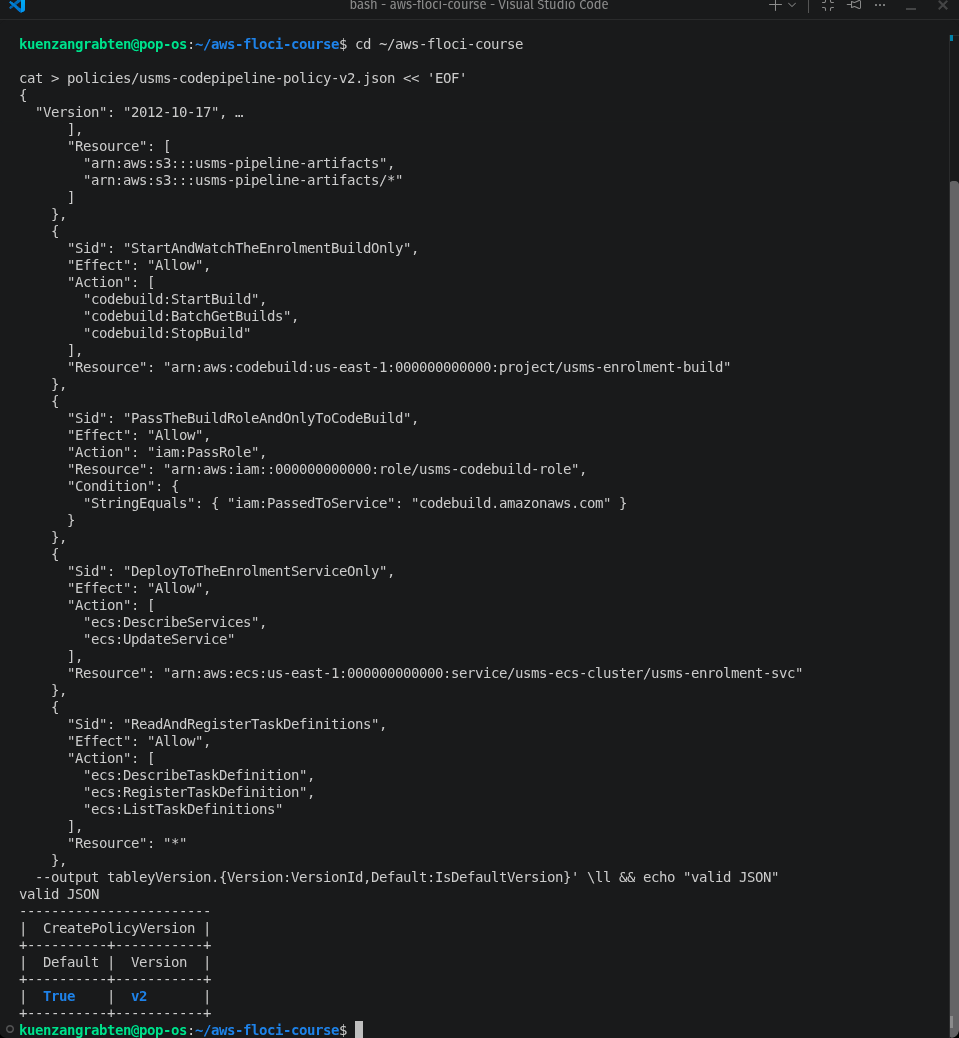 bash - aws-floci-course - Visual Studio Code
kuenzangrabten@pop-os:~/aws-floci-course$ cd ~/aws-floci-course
cat > policies/usms-codepipeline-policy-v2.json << 'EOF'
{
  "Version": "2012-10-17", …
      ],
      "Resource": [
        "arn:aws:s3:::usms-pipeline-artifacts",
        "arn:aws:s3:::usms-pipeline-artifacts/*"
      ]
    },
    {
      "Sid": "StartAndWatchTheEnrolmentBuildOnly",
      "Effect": "Allow",
      "Action": [
        "codebuild:StartBuild",
        "codebuild:BatchGetBuilds",
        "codebuild:StopBuild"
      ],
      "Resource": "arn:aws:codebuild:us-east-1:000000000000:project/usms-enrolment-build"
    },
    {
      "Sid": "PassTheBuildRoleAndOnlyToCodeBuild",
      "Effect": "Allow",
      "Action": "iam:PassRole",
      "Resource": "arn:aws:iam::000000000000:role/usms-codebuild-role",
      "Condition": {
        "StringEquals": { "iam:PassedToService": "codebuild.amazonaws.com" }
      }
    },
    {
      "Sid": "DeployToTheEnrolmentServiceOnly",
      "Effect": "Allow",
      "Action": [
        "ecs:DescribeServices",
        "ecs:UpdateService"
      ],
      "Resource": "arn:aws:ecs:us-east-1:000000000000:service/usms-ecs-cluster/usms-enrolment-svc"
    },
    {
      "Sid": "ReadAndRegisterTaskDefinitions",
      "Effect": "Allow",
      "Action": [
        "ecs:DescribeTaskDefinition",
        "ecs:RegisterTaskDefinition",
        "ecs:ListTaskDefinitions"
      ],
      "Resource": "*"
    },
  --output tableyVersion.{Version:VersionId,Default:IsDefaultVersion}' \ll && echo "valid JSON"
valid JSON
------------------------
|  CreatePolicyVersion |
+----------+-----------+
|  Default |  Version  |
+----------+-----------+
|  True    |  v2       |
+----------+-----------+
kuenzangrabten@pop-os:~/aws-floci-course$